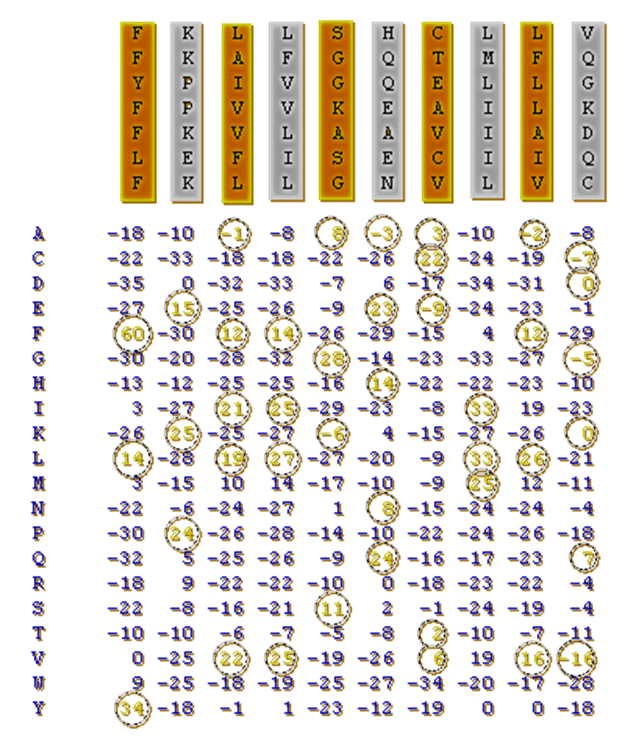 F K L L S H C L L V
F K A F G Q T M F Q
Y P I V G Q E L L G
F P V V K E A I L K
F K V L A A V I A D
L E F I S E C I I Q
F K L L G N V L V C
A -18 -10 -1 -8 8 -3 3 -10 -2 -8
C -22 -33 -18 -18 -22 -26 22 -24 -19 -7
D -35 0 -32 -33 -7 6 -17 -34 -31 0
E -27 15 -25 -26 -9 23 -9 -24 -23 -1
F 60 -30 12 14 -26 -29 -15 4 12 -29
G -30 -20 -28 -32 28 -14 -23 -33 -27 -5
H -13 -12 -25 -25 -16 14 -22 -22 -23 -10
I 3 -27 21 25 -29 -23 -8 33 19 -23
K -26 25 -25 -27 -6 4 -15 -27 -26 0
L 14 -28 19 27 -27 -20 -9 33 26 -21
M 3 -15 10 14 -17 -10 -9 25 12 -11
N -22 -6 -24 -27 1 8 -15 -24 -24 -4
P -30 24 -26 -28 -14 -10 -22 -24 -26 -18
Q -32 5 -25 -26 -9 24 -16 -17 -23 7
R -18 9 -22 -22 -10 0 -18 -23 -22 -4
S -22 -8 -16 -21 11 2 -1 -24 -19 -4
T -10 -10 -6 -7 -5 -8 2 -10 -7 -11
V 0 -25 22 25 -19 -26 6 19 16 -16
W 9 -25 -18 -19 -25 -27 -34 -20 -17 -28
Y 34 -18 -1 1 -23 -12 -19 0 0 -18